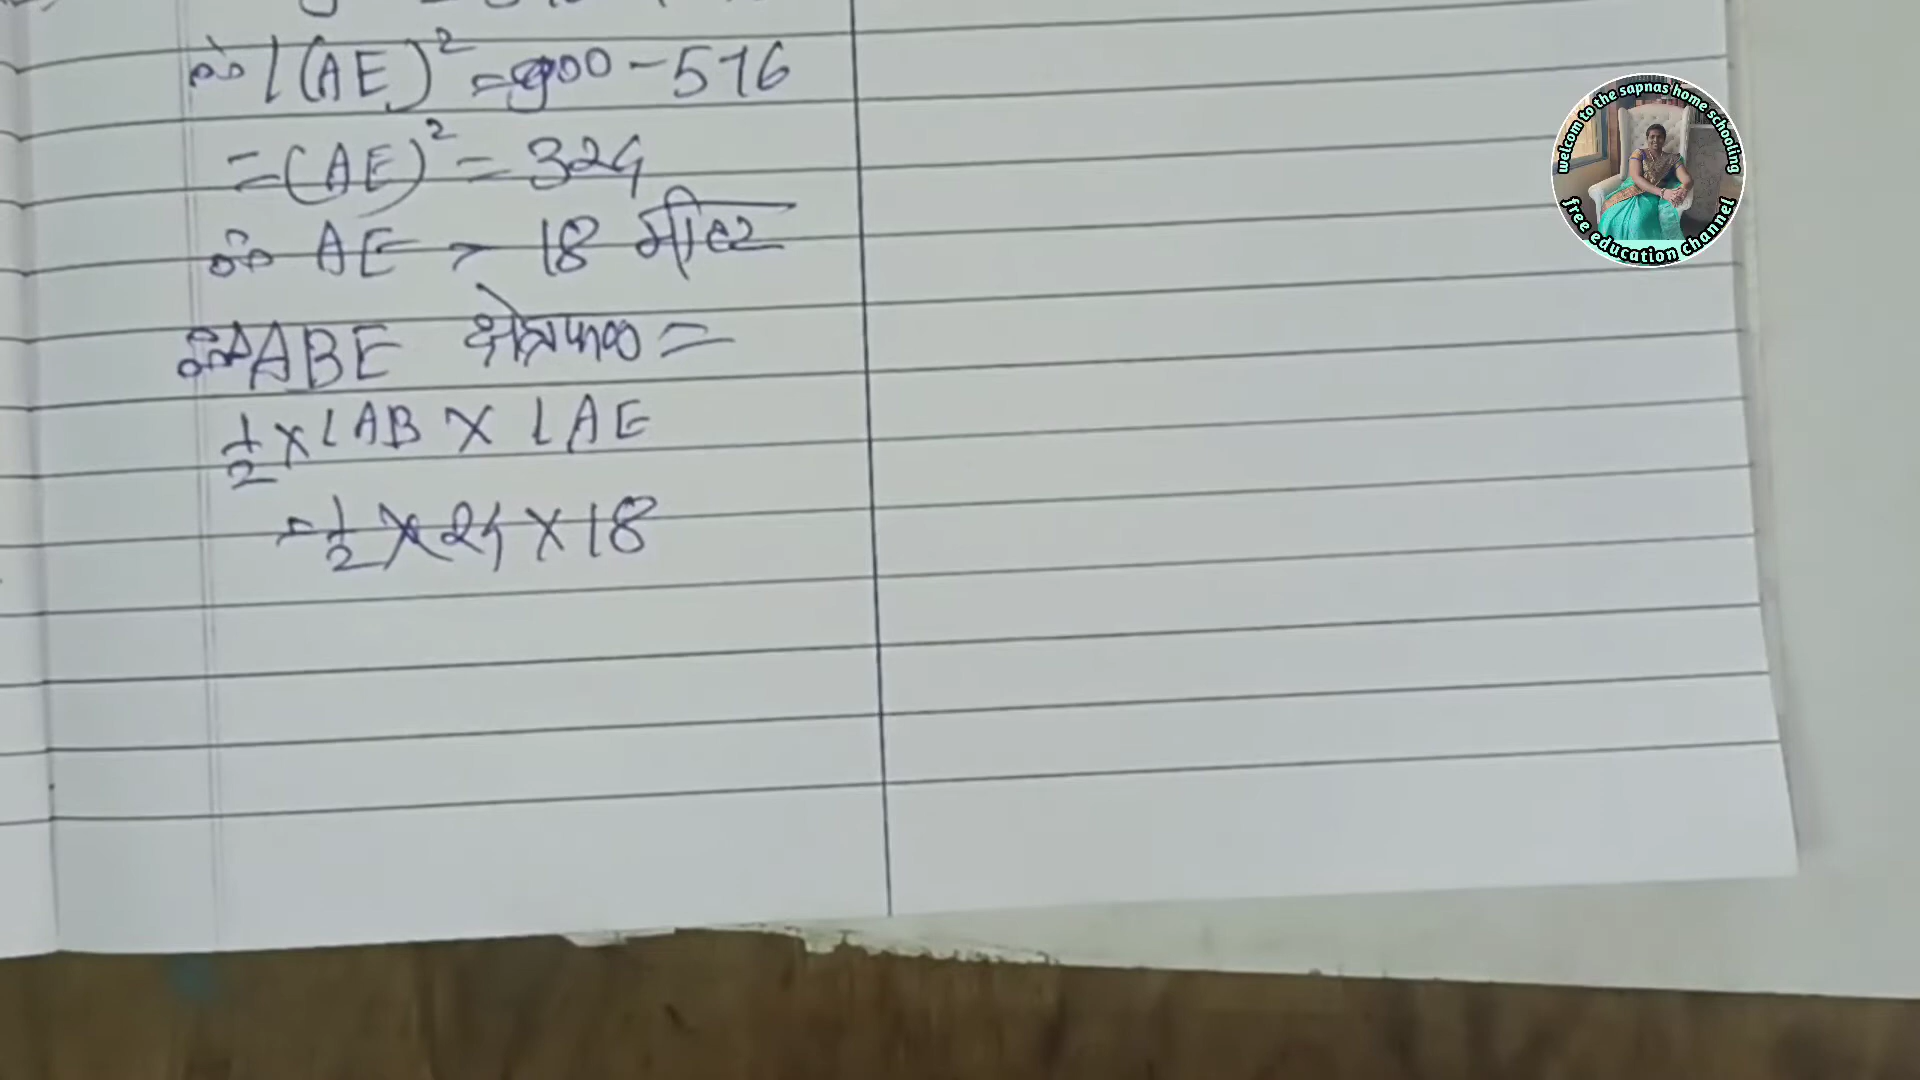 ∴ l(AE)² = 900 - 576
= (AE)² = 324
∴ AE = 18 मीटर
∴ △ABE क्षेत्रफळ =
1/2 × l AB × l AE
= 1/2 × 24 × 18
welcom to the sapnas home schooling
free education channel